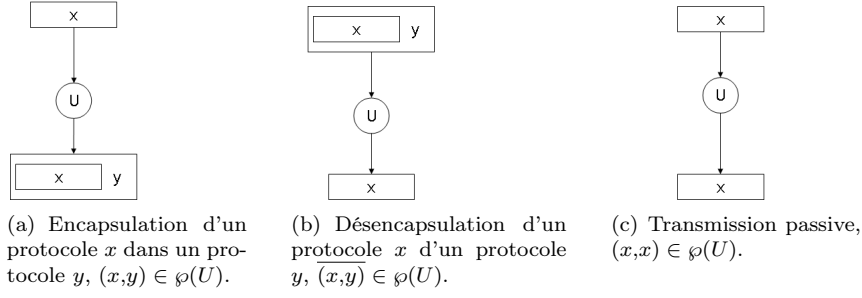 x
U
x y
(a) Encapsulation d'un
protocole x dans un pro-
tocole y, (x,y) ∈ ℘(U).
x y
U
x
(b) Désencapsulation d'un
protocole x d'un protocole
y, \overline{(x,y)} ∈ ℘(U).
x
U
x
(c) Transmission passive,
(x,x) ∈ ℘(U).